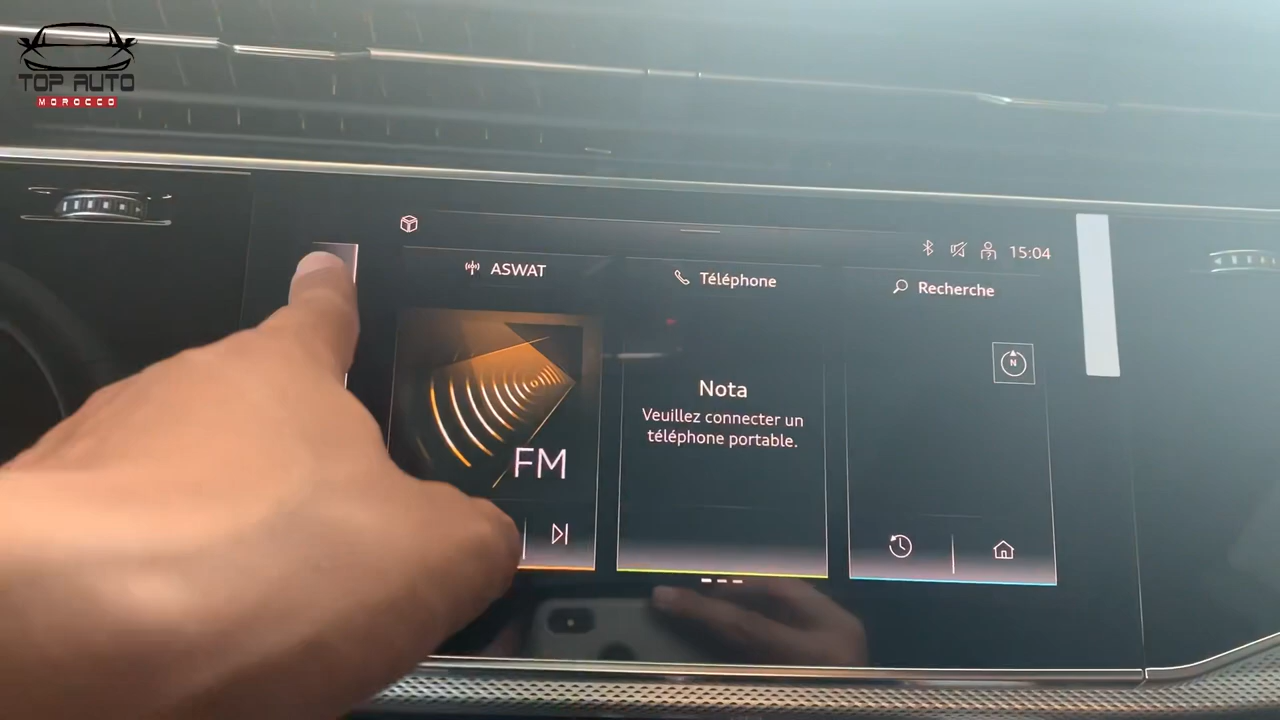 TOP AUTO
MOROCCO
15:04
ASWAT
Téléphone
Recherche
N
Nota
Veuillez connecter un
téléphone portable.
FM